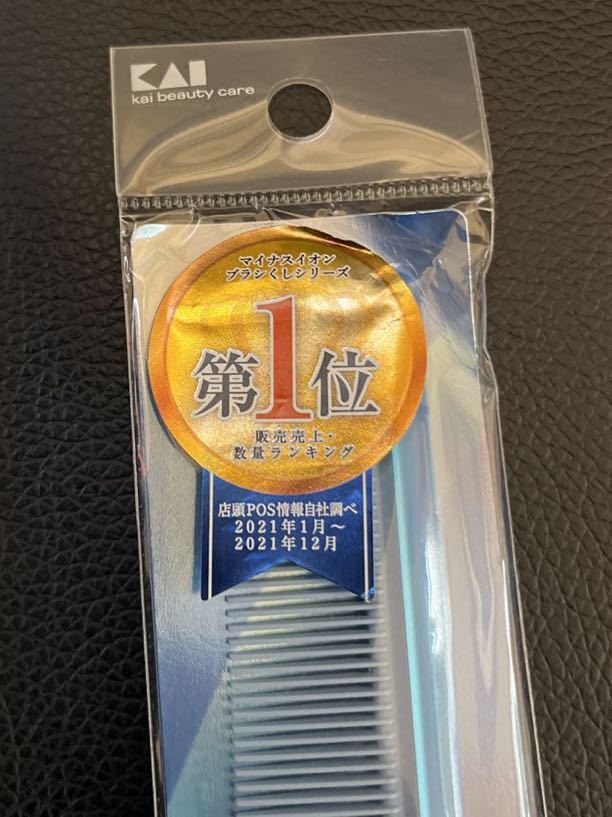 KAI
kai beauty care
マイナスイオン
ブラシくしシリーズ
第1位
販売売上・
数量ランキング
店頭POS情報自社調べ
2021年1月～
2021年12月